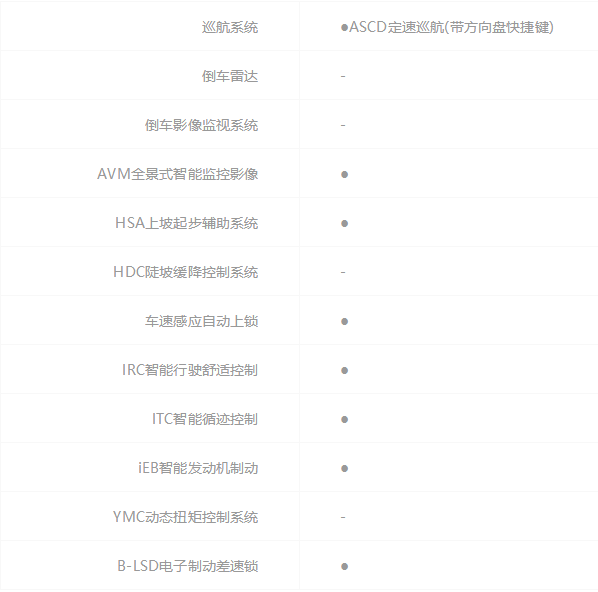 巡航系统 ●ASCD定速巡航(带方向盘快捷键)
倒车雷达 -
倒车影像监视系统 -
AVM全景式智能监控影像 ●
HSA上坡起步辅助系统 ●
HDC陡坡缓降控制系统 -
车速感应自动上锁 ●
IRC智能行驶舒适控制 ●
ITC智能循迹控制 ●
iEB智能发动机制动 ●
YMC动态扭矩控制系统 -
B-LSD电子制动差速锁 ●